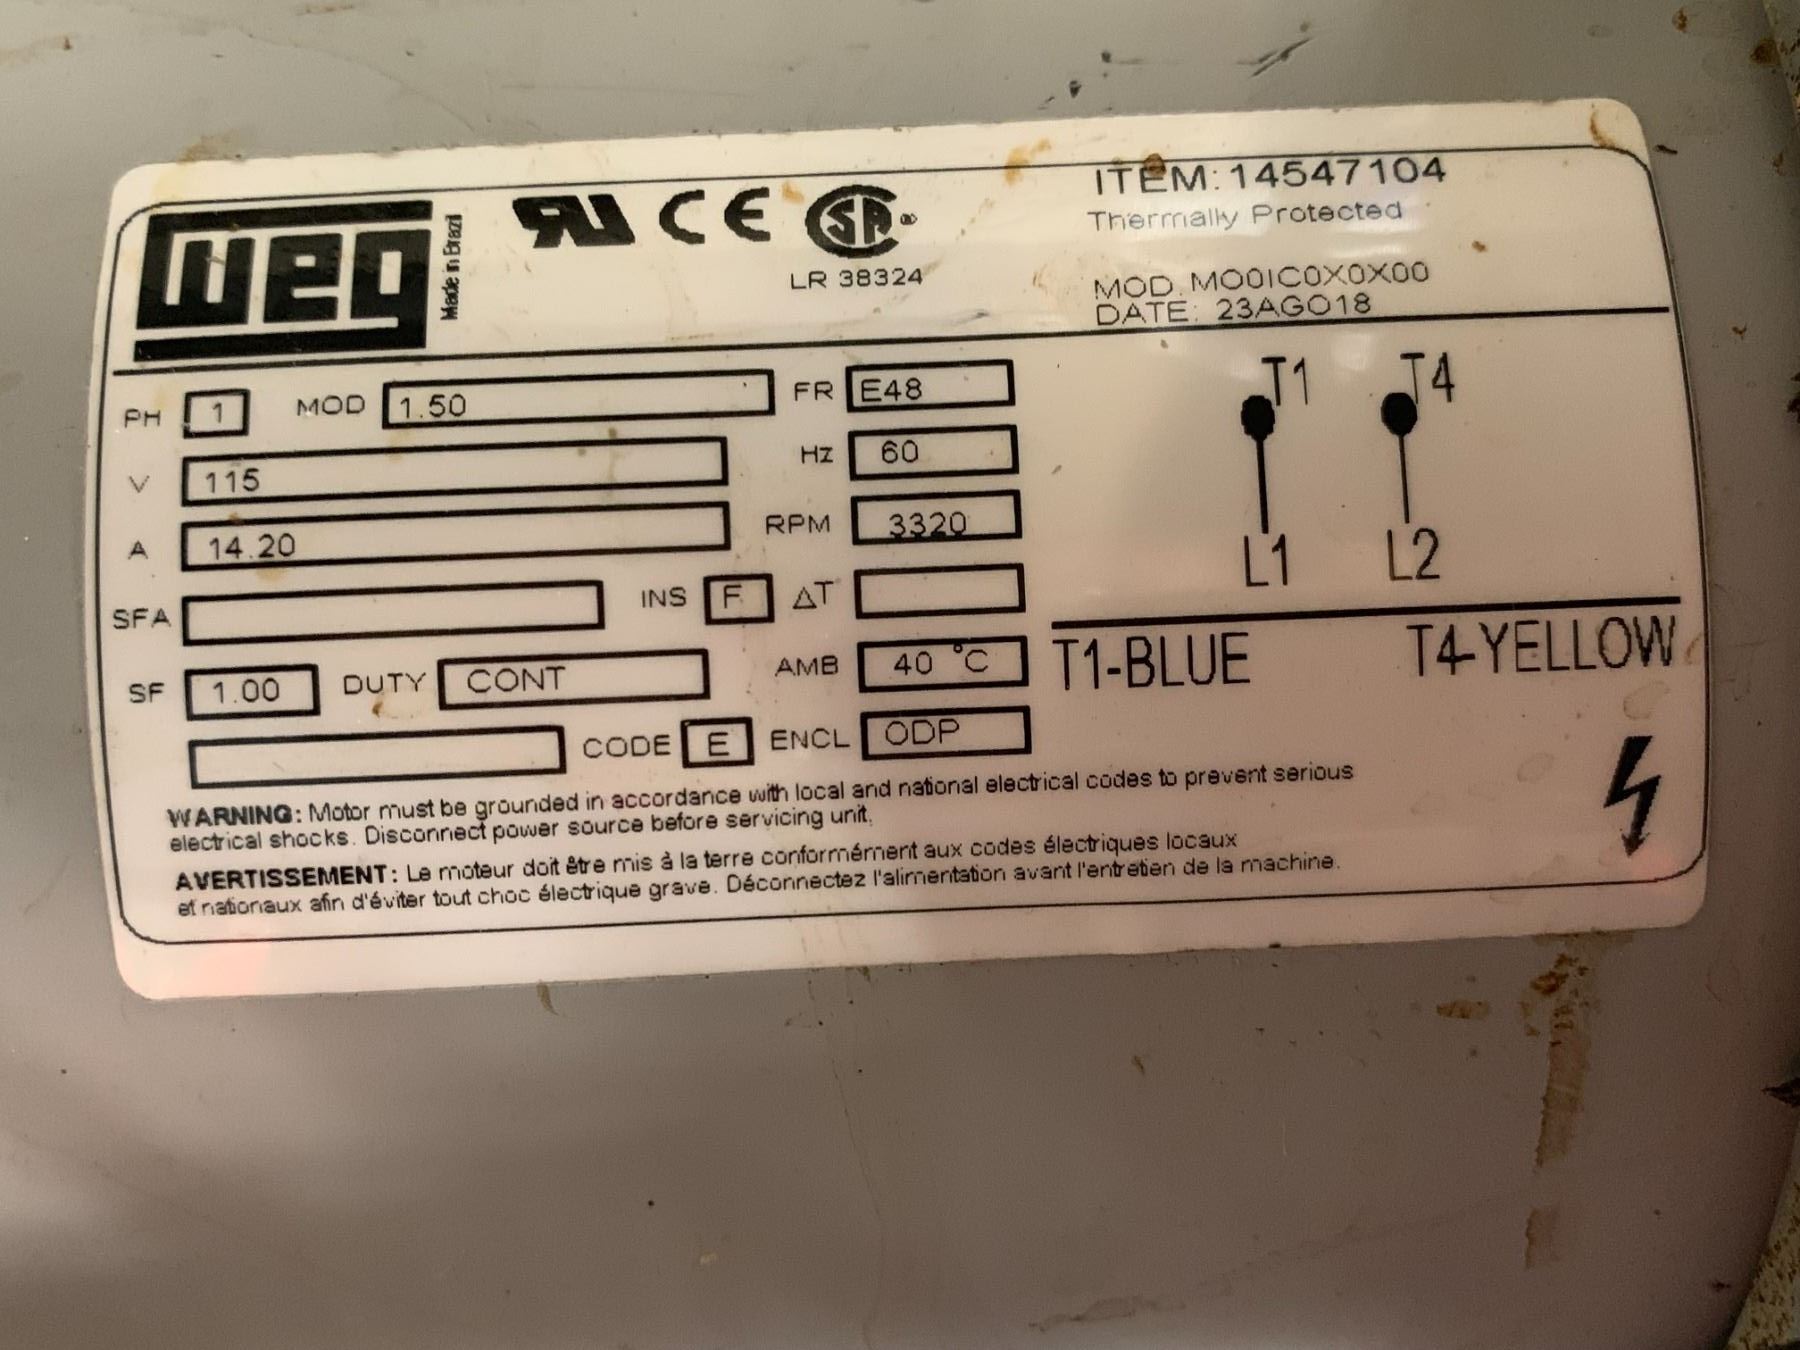 weg
Made in Brazil
RU CE SA®
LR 38324
ITEM: 14547104
Thermally Protected
MOD. MO0IC0X0X00
DATE: 23AGO18
PH 1 MOD 1.50 FR E48
V 115 Hz 60
A 14.20 RPM 3320
SFA INS F ΔT
SF 1.00 DUTY CONT AMB 40 °C
CODE E ENCL ODP
T1 T4
L1 L2
T1-BLUE T4-YELLOW
WARNING: Motor must be grounded in accordance with local and national electrical codes to prevent serious
electrical shocks. Disconnect power source before servicing unit.
AVERTISSEMENT: Le moteur doit être mis à la terre conformément aux codes électriques locaux
et nationaux afin d'éviter tout choc électrique grave. Déconnectez l'alimentation avant l'entretien de la machine.